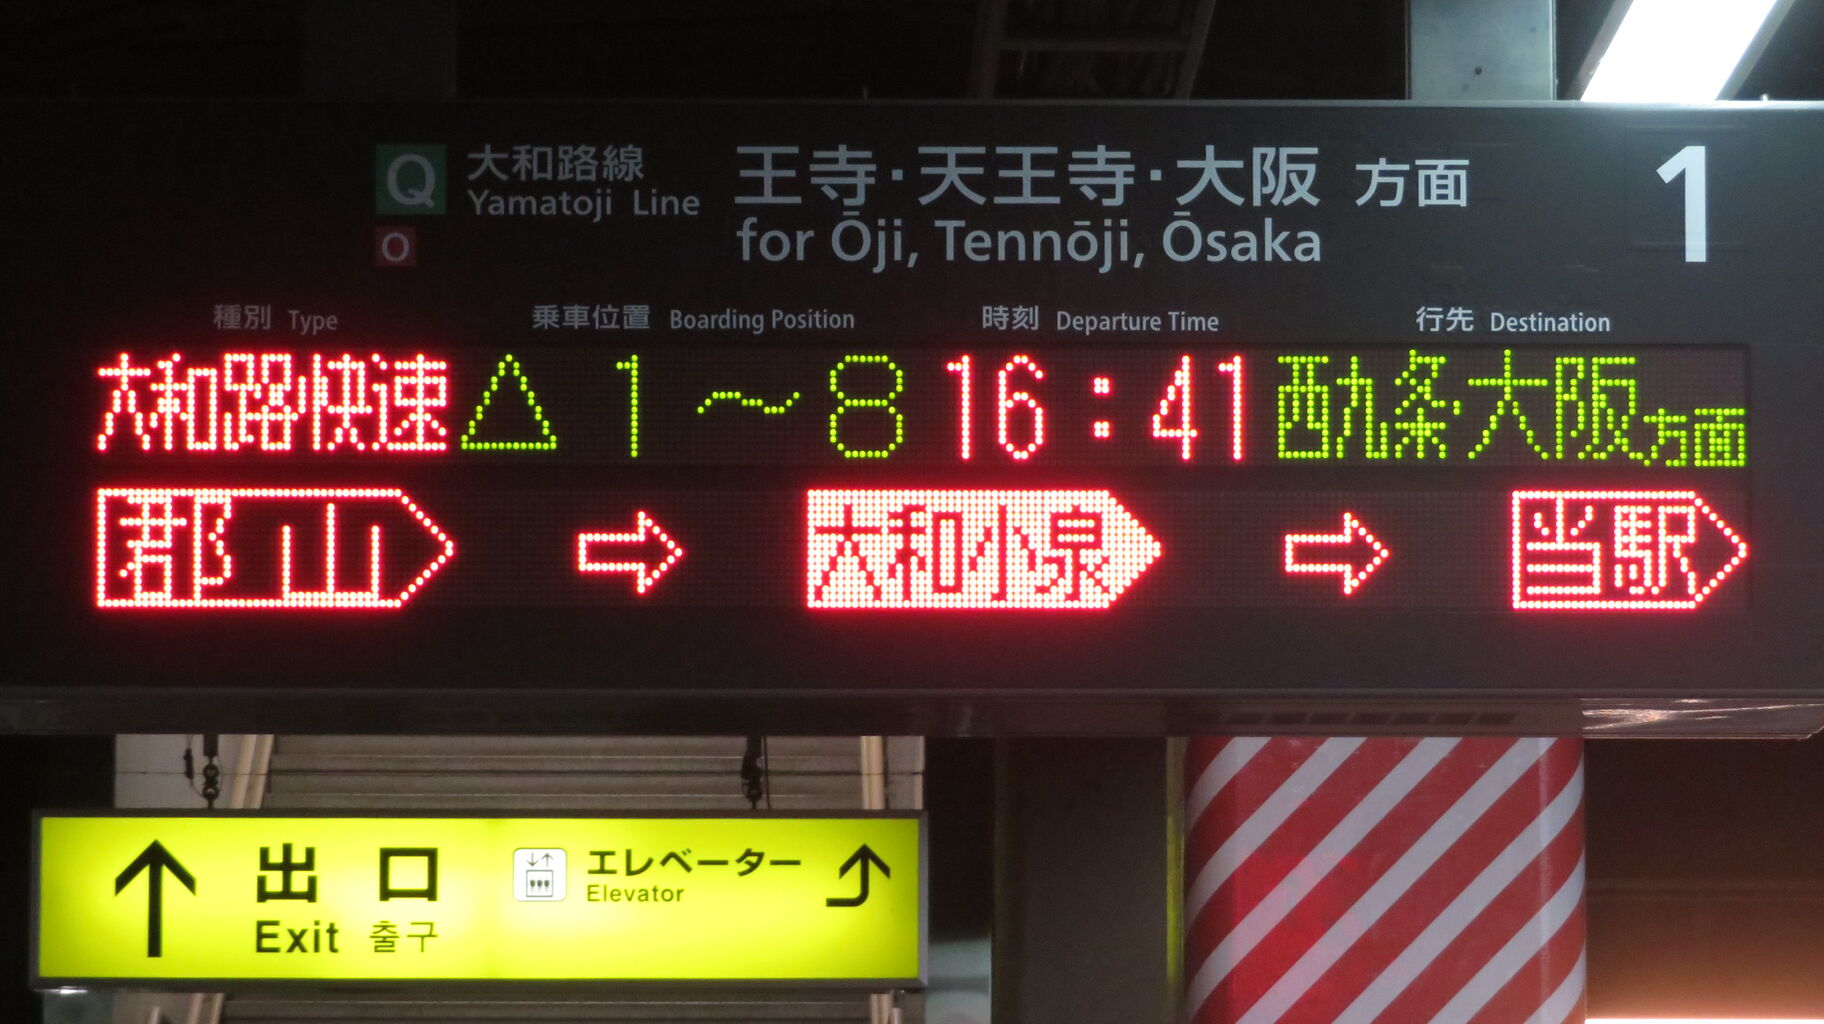 Q 大和路線 王寺・天王寺・大阪 方面 1
Yamatoji Line for Ōji, Tennōji, Ōsaka
O
種別 Type 乗車位置 Boarding Position 時刻 Departure Time 行先 Destination
大和路快速 △ 1～8 16:41 西九条大阪方面
郡山 ⇨ 大和小泉 ⇨ 当駅
↑ 出口 エレベーター
Elevator
Exit 출구